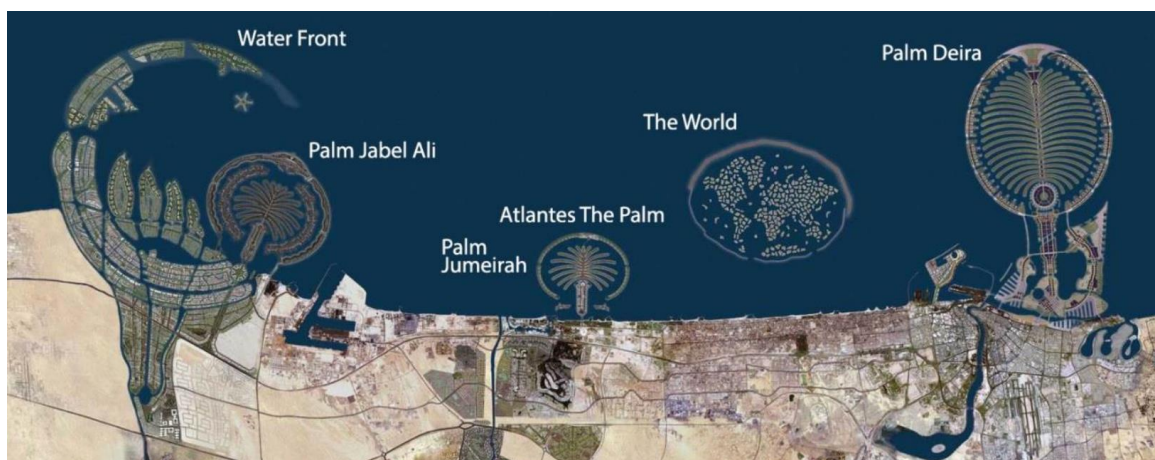 Water Front
Palm Deira
The World
Palm Jabel Ali
Atlantes The Palm
Palm
Jumeirah